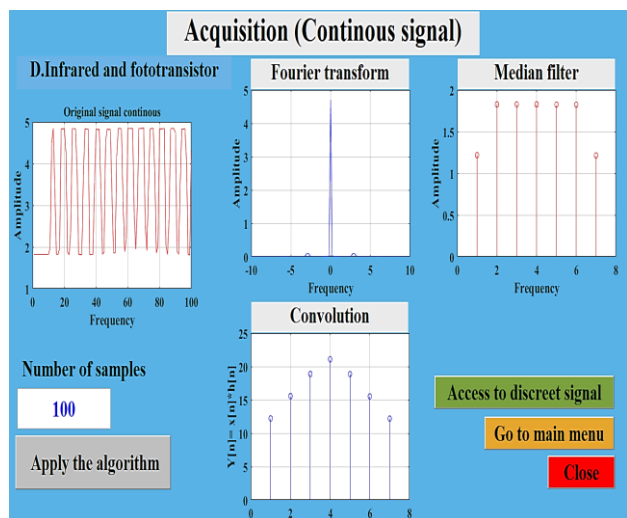 Acquisition (Continous signal)
D.Infrared and fototransistor
Original signal continous
Amplitude
5
4
3
2
1
0 20 40 60 80 100
Frequency
Fourier transform
Amplitude
5
4
3
2
1
0
-10 -5 0 5 10
Frequency
Median filter
Amplitude
2
1.5
1
0.5
0
0 2 4 6 8
Frequency
Convolution
Y[n]= x[n]*h[n]
25
20
15
10
5
0
0 2 4 6 8
Number of samples
100
Apply the algorithm
Access to discreet signal
Go to main menu
Close